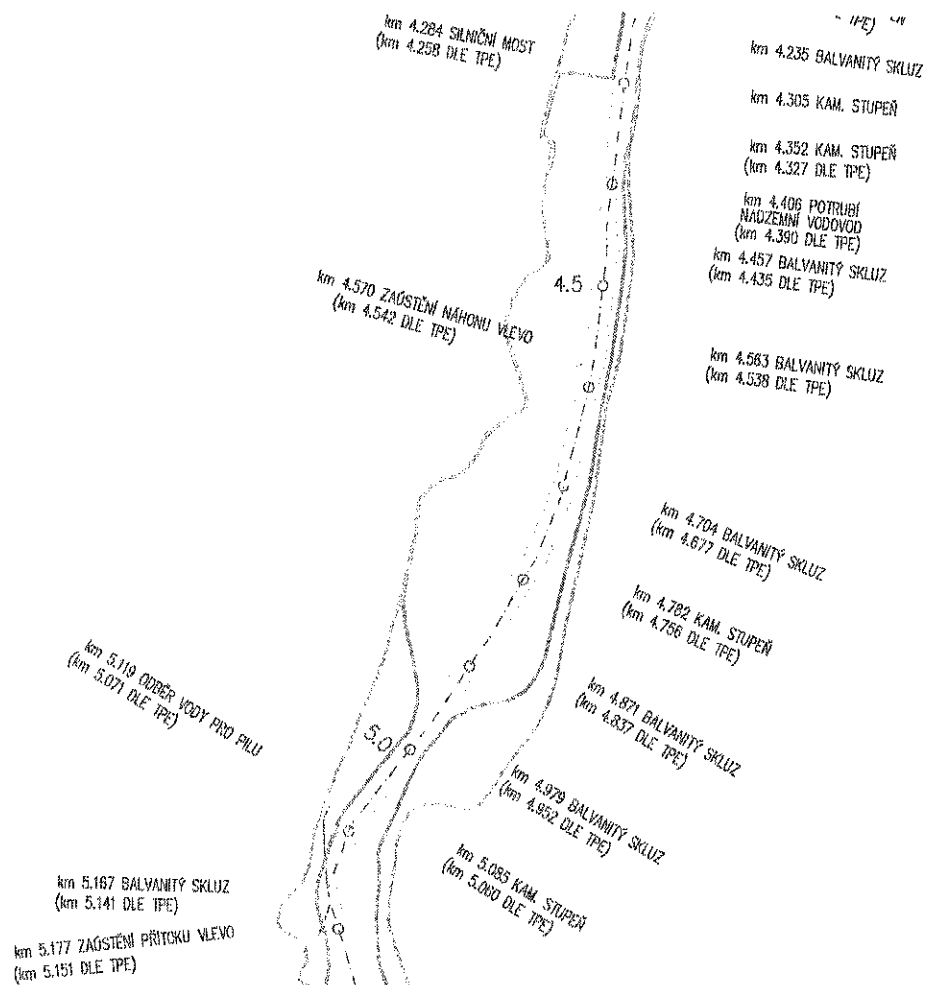 km 4.284 SILNIČNÍ MOST
(km 4.258 DLE TPE)
TPE)
km 4.235 BALVANITÝ SKLUZ
km 4.305 KAM. STUPEŇ
km 4.352 KAM. STUPEŇ
(km 4.327 DLE TPE)
km 4.406 POTRUBÍ
NADZEMNÍ VODOVOD
(km 4.390 DLE TPE)
km 4.457 BALVANITÝ SKLUZ
(km 4.435 DLE TPE)
4.5
km 4.570 ZAÚSTĚNÍ NÁHONU VLEVO
(km 4.542 DLE TPE)
km 4.563 BALVANITÝ SKLUZ
(km 4.538 DLE TPE)
km 4.704 BALVANITÝ SKLUZ
(km 4.677 DLE TPE)
km 4.782 KAM. STUPEŇ
(km 4.756 DLE TPE)
km 4.871 BALVANITÝ SKLUZ
(km 4.837 DLE TPE)
km 5.119 ODBĚR VODY PRO PILU
(km 5.071 DLE TPE)
5.0
km 4.979 BALVANITÝ SKLUZ
(km 4.952 DLE TPE)
km 5.085 KAM. STUPEŇ
(km 5.060 DLE TPE)
km 5.167 BALVANITÝ SKLUZ
(km 5.141 DLE TPE)
km 5.177 ZAÚSTĚNÍ PŘÍTOKU VLEVO
(km 5.151 DLE TPE)